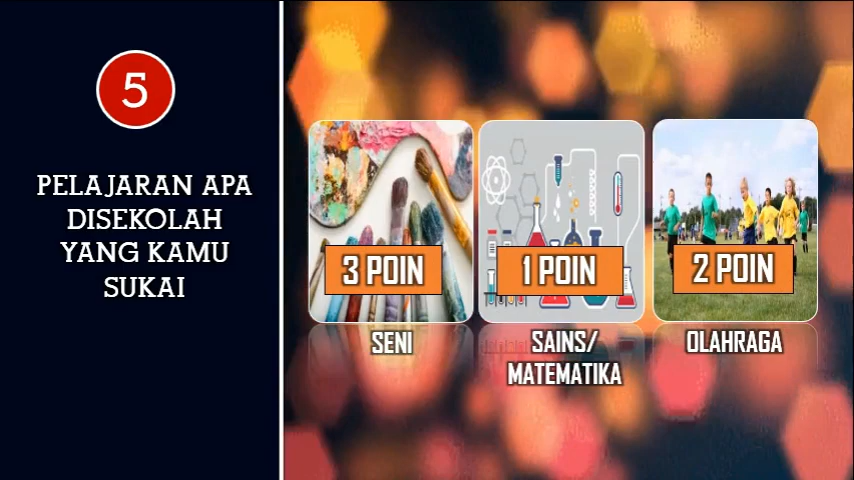 5
PELAJARAN APA
DISEKOLAH
YANG KAMU
SUKAI
3 POIN
1 POIN
2 POIN
SENI
SAINS/
MATEMATIKA
OLAHRAGA